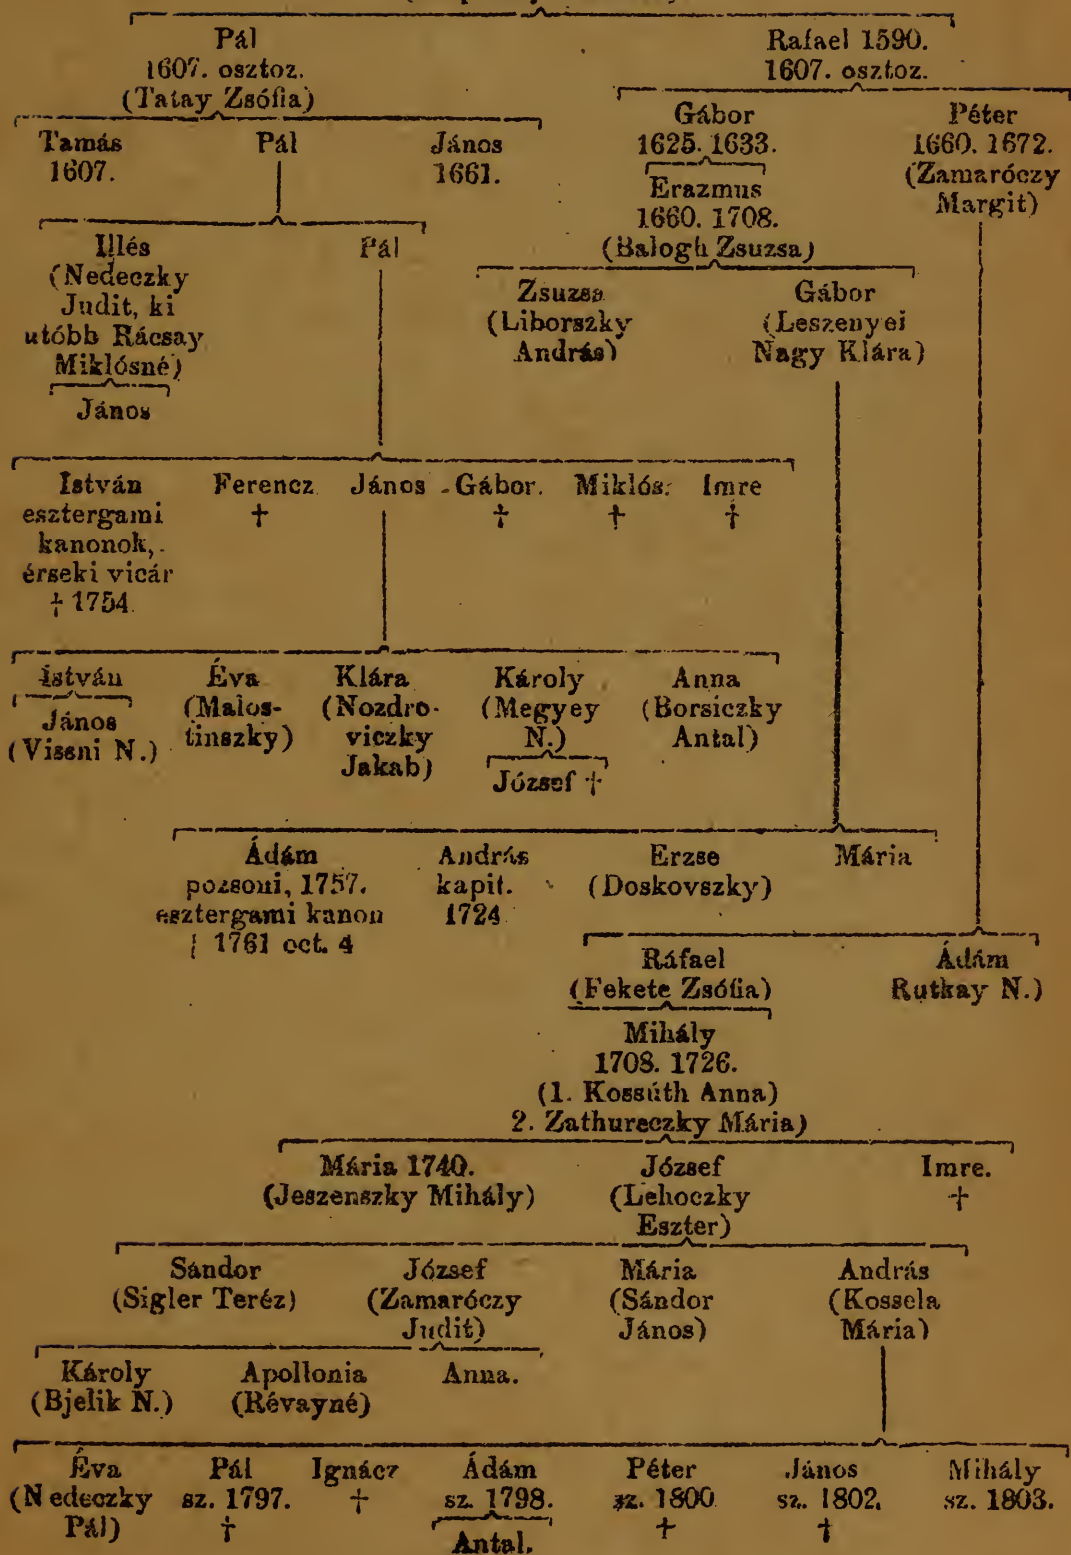 Pál Rafael 1590.
1607. osztoz. 1607. osztoz.
(Tatay Zsófia)
Gábor Péter
Tamás Pál János 1625. 1633. 1660. 1672.
1607. 1661. (Zamaróczy
Erazmus Margit)
1660. 1708.
Illés Pál (Balogh Zsuzsa)
(Nedeczky Zsuzsa Gábor
Judit, ki (Liborszky (Leszenyei
utóbb Rácsay András) Nagy Klára)
Miklósné)
János
István Ferencz János Gábor. Miklós. Imre
esztergami † † † †
kanonok,
érseki vicár
† 1754.
István Éva Klára Károly Anna
János (Malos- (Nozdro- (Megyey (Borsiczky
(Vissni N.) tinszky) viczky N.) Antal)
Jakab) József †
Ádám András Erzse Mária
pozsoni, 1757. kapit. (Doskovszky)
esztergami kanon 1724
1761 oct. 4
Ráfael Ádám
(Fekete Zsófia) Rutkay N.)
Mihály
1708. 1726.
(1. Kossúth Anna)
2. Zathureczky Mária)
Mária 1740. József Imre.
(Jeszenszky Mihály) (Lehoczky †
Eszter)
Sándor József Mária András
(Sigler Teréz) (Zamaróczy (Sándor (Kossela
Judit) János) Mária)
Károly Apollonia Anna.
(Bjelik N.) (Révayné)
Éva Pál Ignácz Ádám Péter János Mihály
(Nedeczky sz. 1797. † sz. 1798. sz. 1800 sz. 1802. sz. 1803.
Pál) † Antal. † †